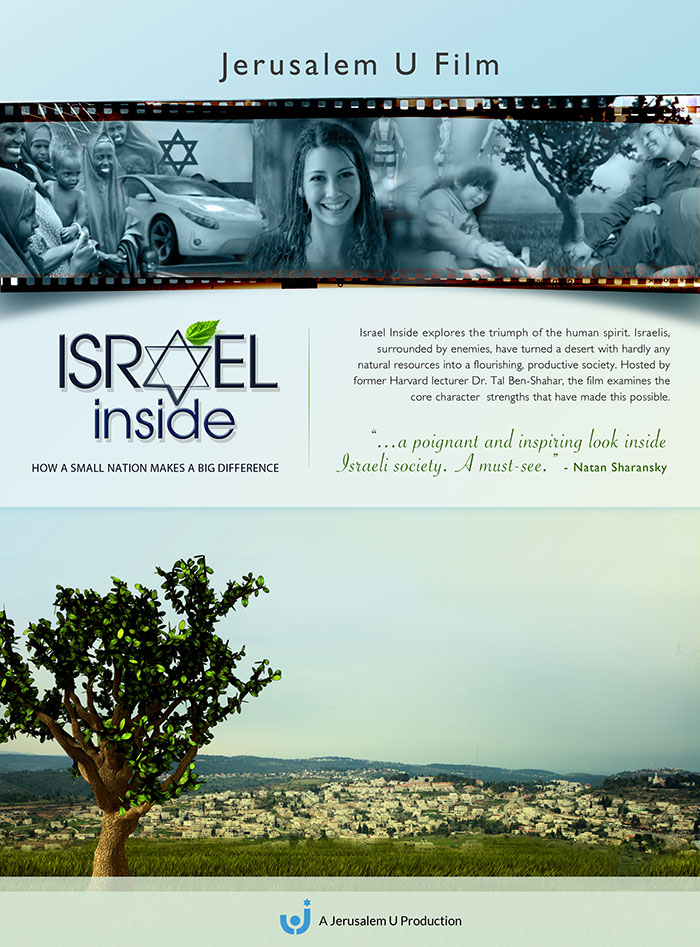 Jerusalem U Film
ISRAEL
inside
HOW A SMALL NATION MAKES A BIG DIFFERENCE
Israel Inside explores the triumph of the human spirit. Israelis,
surrounded by enemies, have turned a desert with hardly any
natural resources into a flourishing, productive society. Hosted by
former Harvard lecturer Dr. Tal Ben-Shahar, the film examines the
core character strengths that have made this possible.
“...a poignant and inspiring look inside
Israeli society. A must-see.” - Natan Sharansky
A Jerusalem U Production